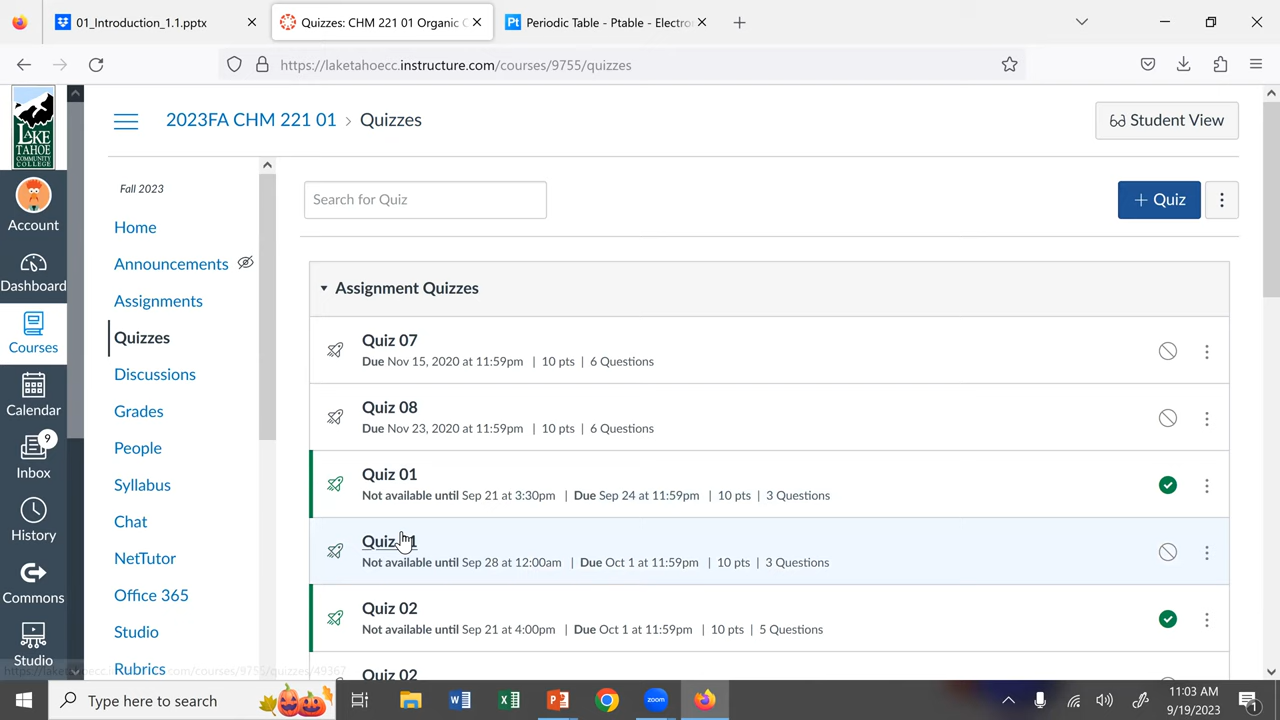 01_Introduction_1.1.pptx
Quizzes: CHM 221 01 Organic C
Pt Periodic Table - Ptable - Electro
https://laketahoecc.instructure.com/courses/9755/quizzes
LAKE
TAHOE
COMMUNITY
COLLEGE
2023FA CHM 221 01 > Quizzes
Student View
Account
Dashboard
Courses
Calendar
9
Inbox
History
Commons
Studio
Fall 2023
Home
Announcements
Assignments
Quizzes
Discussions
Grades
People
Syllabus
Chat
NetTutor
Office 365
Studio
Rubrics
Search for Quiz
+ Quiz
Assignment Quizzes
Quiz 07
Due Nov 15, 2020 at 11:59pm | 10 pts | 6 Questions
Quiz 08
Due Nov 23, 2020 at 11:59pm | 10 pts | 6 Questions
Quiz 01
Not available until Sep 21 at 3:30pm | Due Sep 24 at 11:59pm | 10 pts | 3 Questions
Quiz 1
Not available until Sep 28 at 12:00am | Due Oct 1 at 11:59pm | 10 pts | 3 Questions
Quiz 02
Not available until Sep 21 at 4:00pm | Due Oct 1 at 11:59pm | 10 pts | 5 Questions
Quiz 02
Type here to search
zoom
11:03 AM
9/19/2023
1